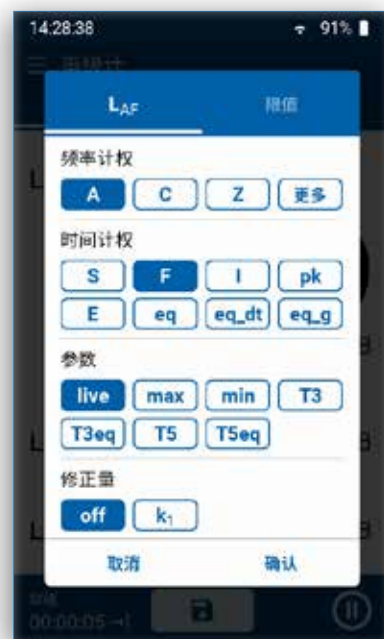 14:28:38 91%
LAF 限值
频率计权
A C Z 更多
时间计权
S F I pk
E eq eq_dt eq_g
参数
live max min T3
T3eq T5 T5eq
修正量
off k₁
取消 确认
00:00:05